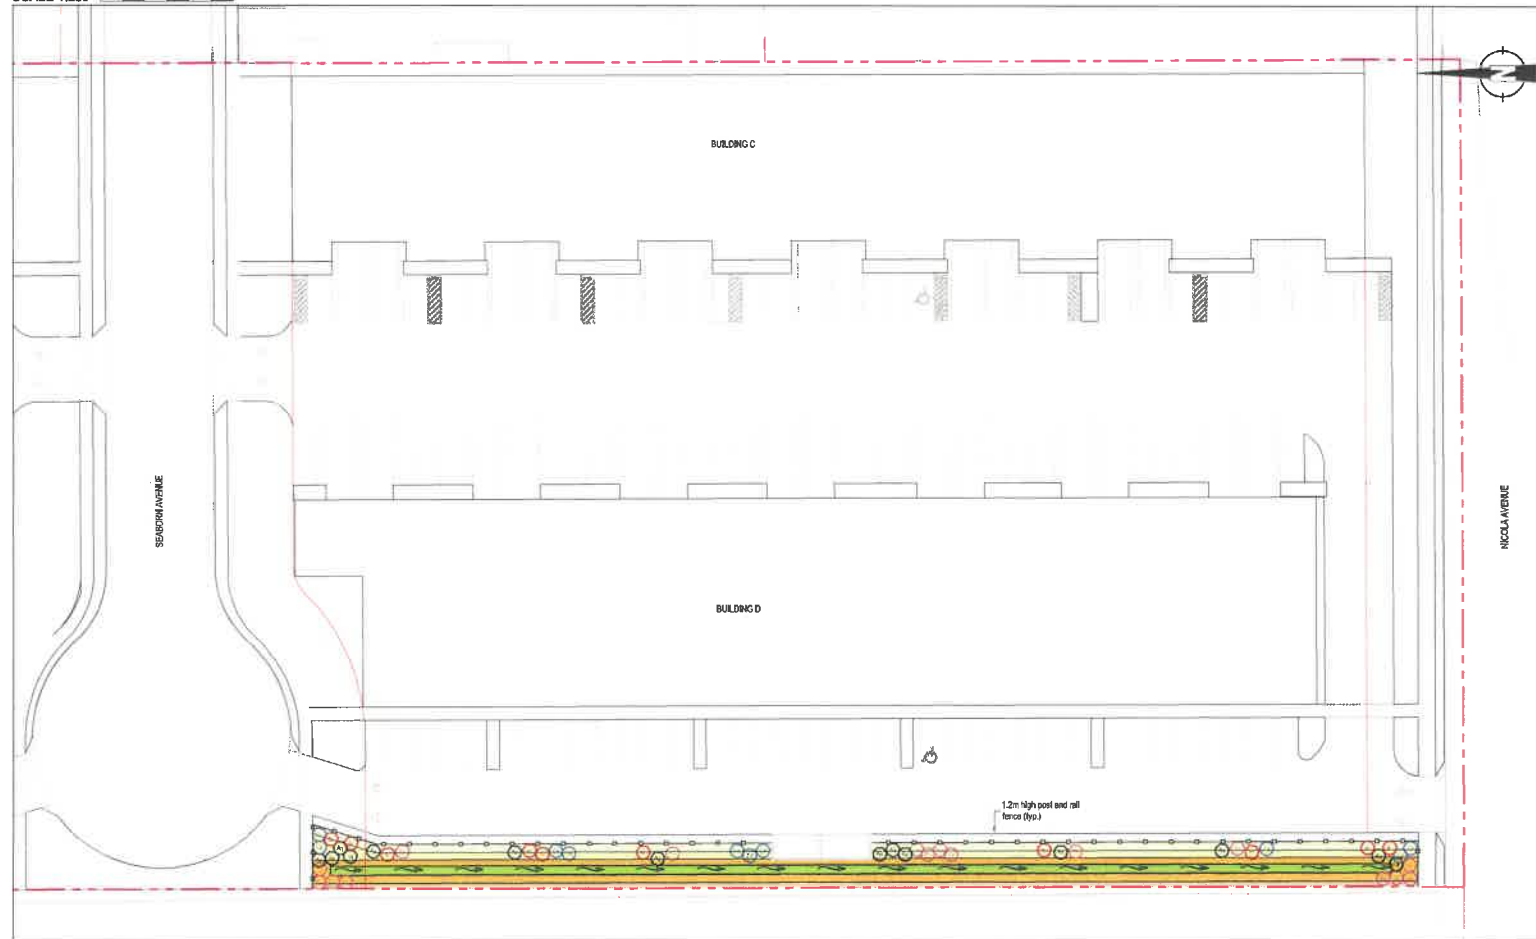 BUILDING C
N
SEABORN AVENUE
NICOLA AVENUE
BUILDING D
1.2m high post and rail
fence (typ.)